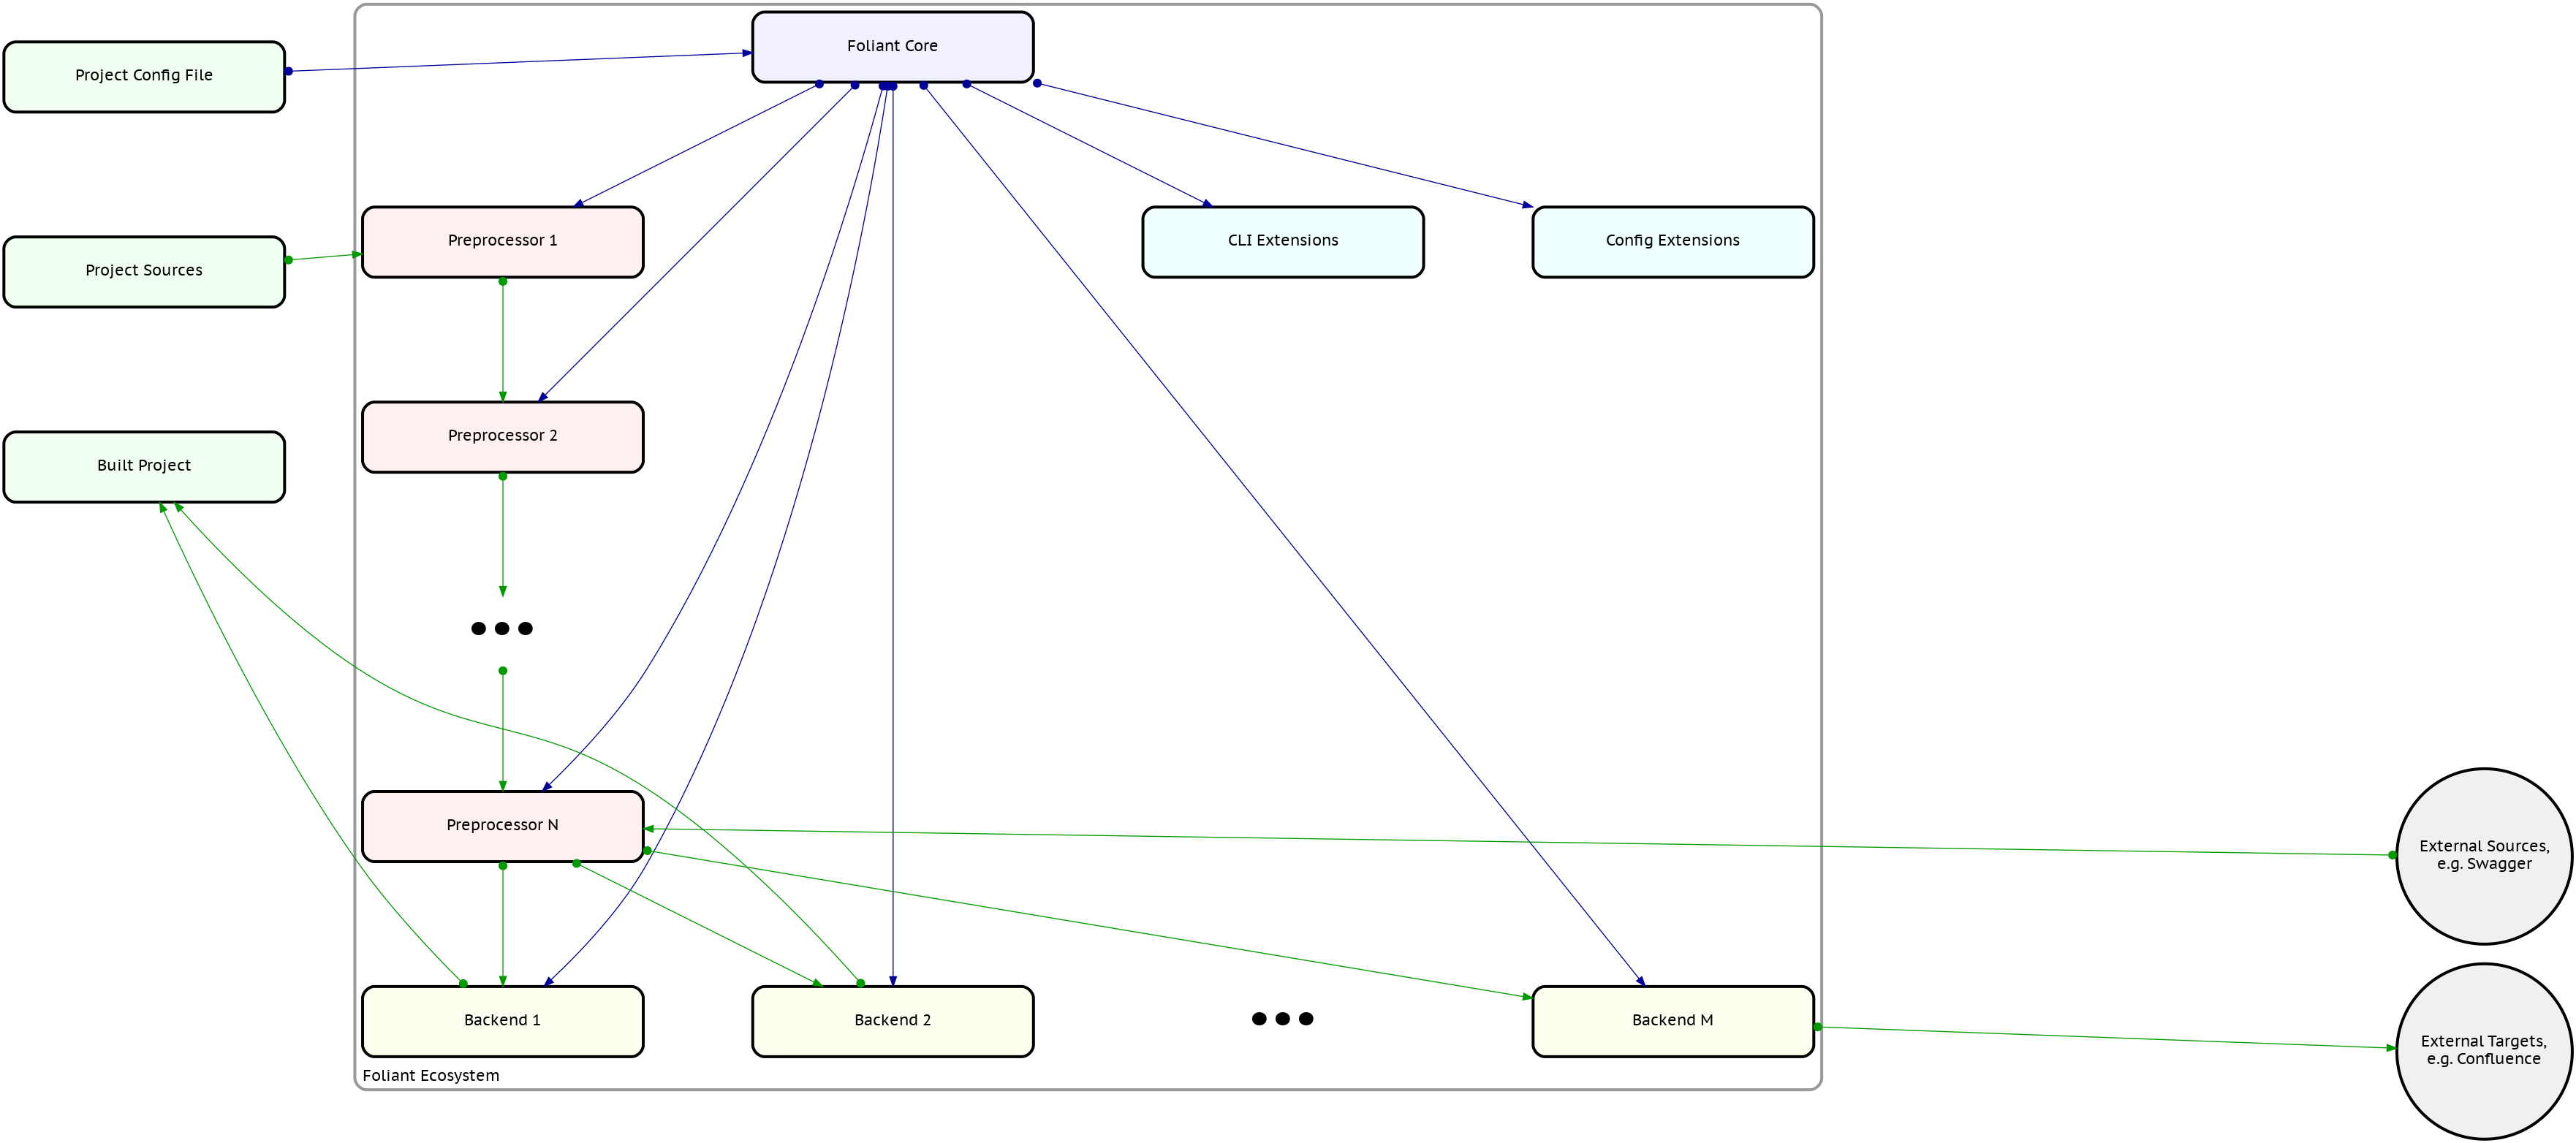 Foliant Core
Project Config File
Preprocessor 1
CLI Extensions
Config Extensions
Project Sources
Preprocessor 2
Built Project
Preprocessor N
External Sources,
e.g. Swagger
Backend 1
Backend 2
Backend M
External Targets,
e.g. Confluence
Foliant Ecosystem